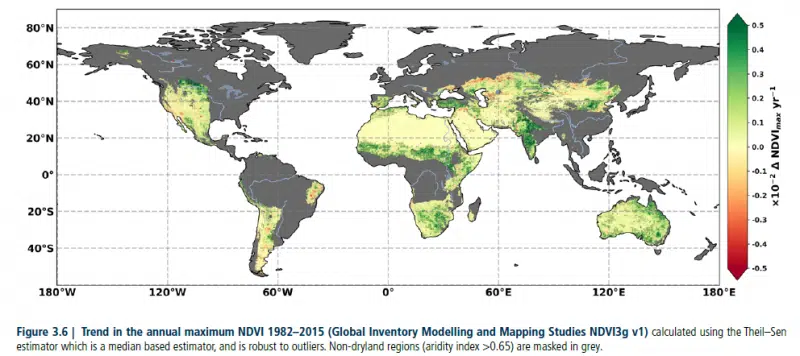 80°N
60°N
40°N
20°N
0°
20°S
40°S
180°W
120°W
60°W
0°
60°E
120°E
180°E
0.5
0.4
0.3
0.2
0.1
0.0
-0.1
-0.2
-0.3
-0.4
-0.5
×10⁻² Δ NDVImax yr⁻¹
Figure 3.6 | Trend in the annual maximum NDVI 1982–2015 (Global Inventory Modelling and Mapping Studies NDVI3g v1) calculated using the Theil–Sen
estimator which is a median based estimator, and is robust to outliers. Non-dryland regions (aridity index >0.65) are masked in grey.